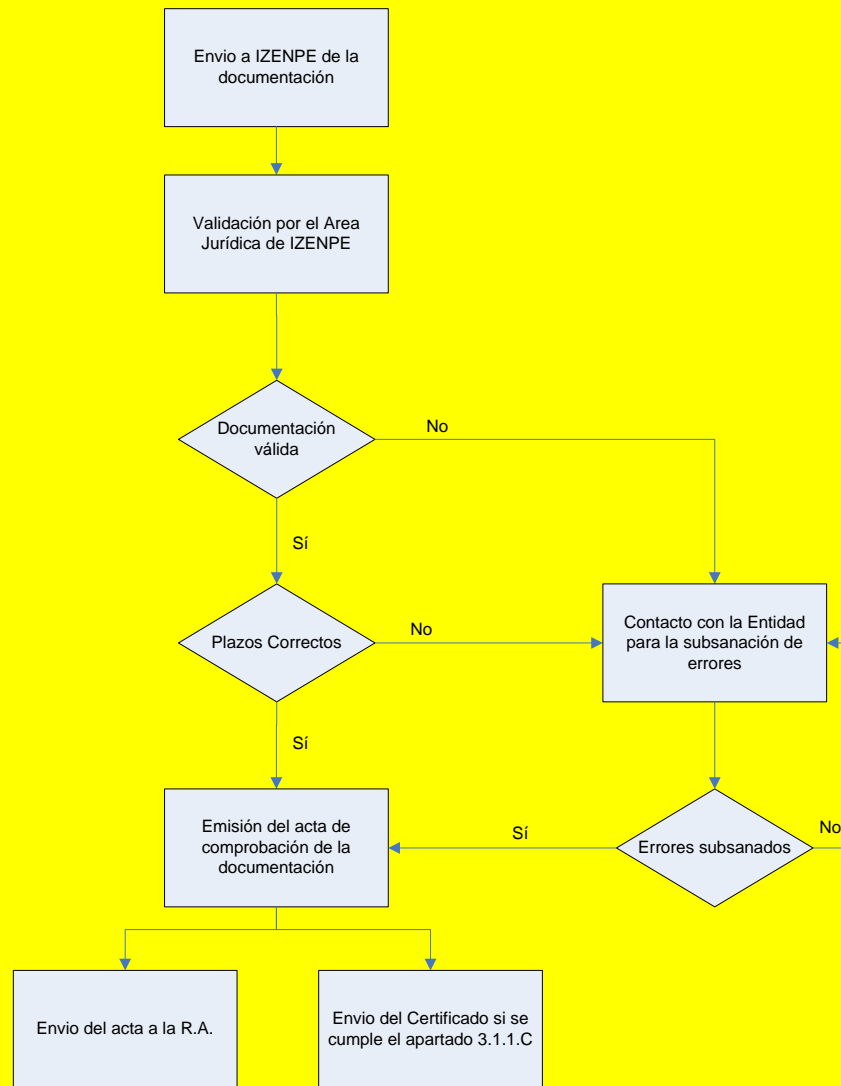 Envio a IZENPE de la
documentación
Validación por el Area
Jurídica de IZENPE
Documentación
válida
No
Sí
Plazos Correctos
No
Contacto con la Entidad
para la subsanación de
errores
Sí
Emisión del acta de
comprobación de la
documentación
Sí
Errores subsanados
No
Envio del acta a la R.A.
Envio del Certificado si se
cumple el apartado 3.1.1.C